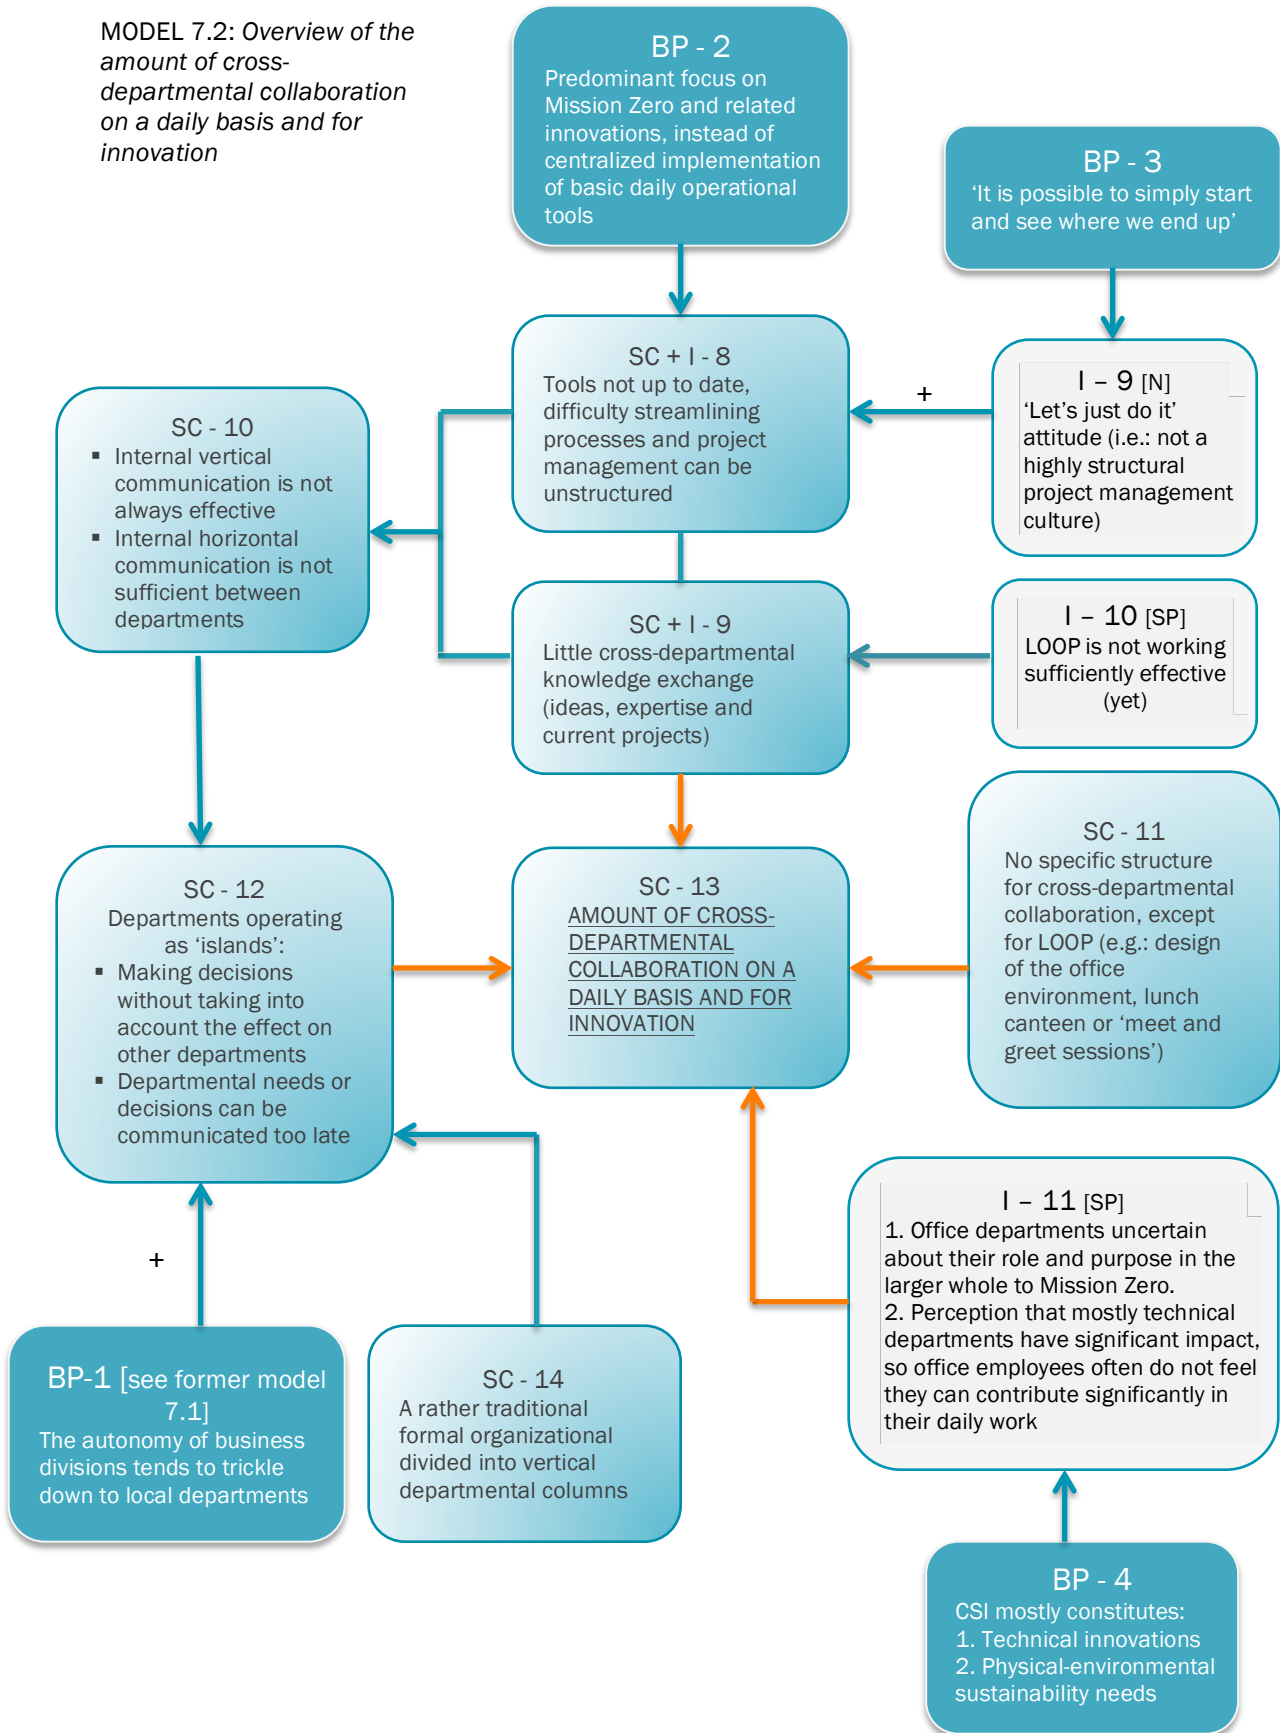 MODEL 7.2: Overview of the
amount of cross-
departmental collaboration
on a daily basis and for
innovation
BP - 2
Predominant focus on
Mission Zero and related
innovations, instead of
centralized implementation
of basic daily operational
tools
BP - 3
‘It is possible to simply start
and see where we end up’
SC + I - 8
Tools not up to date,
difficulty streamlining
processes and project
management can be
unstructured
+
I – 9 [N]
‘Let’s just do it’
attitude (i.e.: not a
highly structural
project management
culture)
SC - 10
▪ Internal vertical
communication is not
always effective
▪ Internal horizontal
communication is not
sufficient between
departments
SC + I - 9
Little cross-departmental
knowledge exchange
(ideas, expertise and
current projects)
I – 10 [SP]
LOOP is not working
sufficiently effective
(yet)
SC - 12
Departments operating
as ‘islands’:
▪ Making decisions
without taking into
account the effect on
other departments
▪ Departmental needs or
decisions can be
communicated too late
SC - 13
AMOUNT OF CROSS-
DEPARTMENTAL
COLLABORATION ON A
DAILY BASIS AND FOR
INNOVATION
SC - 11
No specific structure
for cross-departmental
collaboration, except
for LOOP (e.g.: design
of the office
environment, lunch
canteen or ‘meet and
greet sessions’)
I – 11 [SP]
1. Office departments uncertain
about their role and purpose in the
larger whole to Mission Zero.
2. Perception that mostly technical
departments have significant impact,
so office employees often do not feel
they can contribute significantly in
their daily work
+
BP-1 [see former model
7.1]
The autonomy of business
divisions tends to trickle
down to local departments
SC - 14
A rather traditional
formal organizational
divided into vertical
departmental columns
BP - 4
CSI mostly constitutes:
1. Technical innovations
2. Physical-environmental
sustainability needs